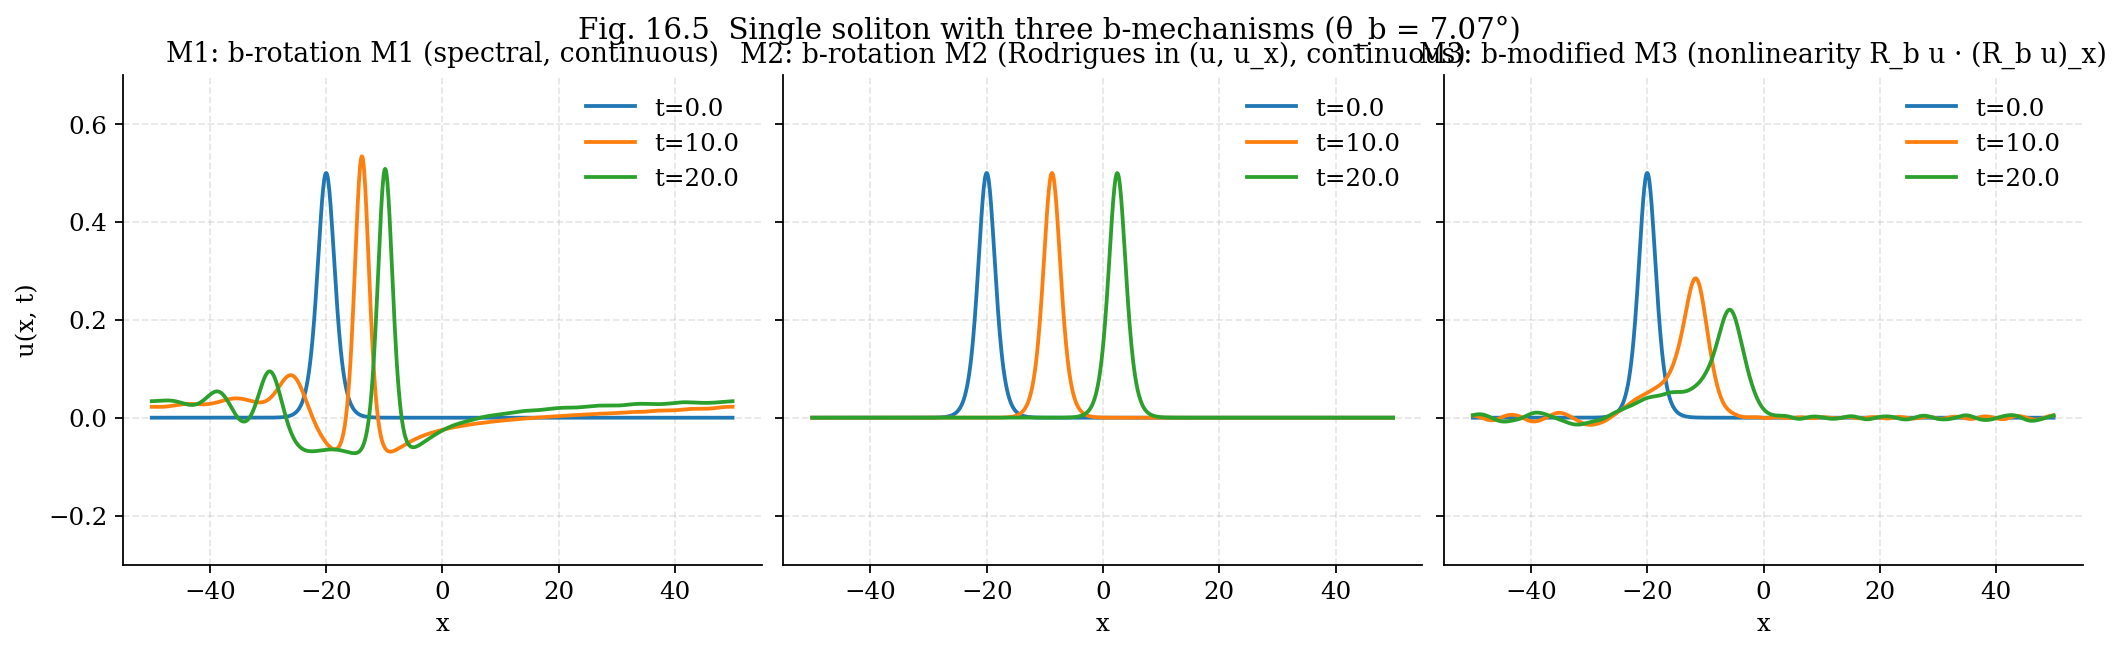 Fig. 16.5  Single soliton with three b-mechanisms (θ_b = 7.07°)
M1: b-rotation M1 (spectral, continuous)
M2: b-rotation M2 (Rodrigues in (u, u_x), continuous)
M3: b-modified M3 (nonlinearity R_b u · (R_b u)_x)
t=0.0
t=10.0
t=20.0
t=0.0
t=10.0
t=20.0
t=0.0
t=10.0
t=20.0
u(x, t)
0.6
0.4
0.2
0.0
−0.2
−40 −20 0 20 40
−40 −20 0 20 40
−40 −20 0 20 40
x
x
x